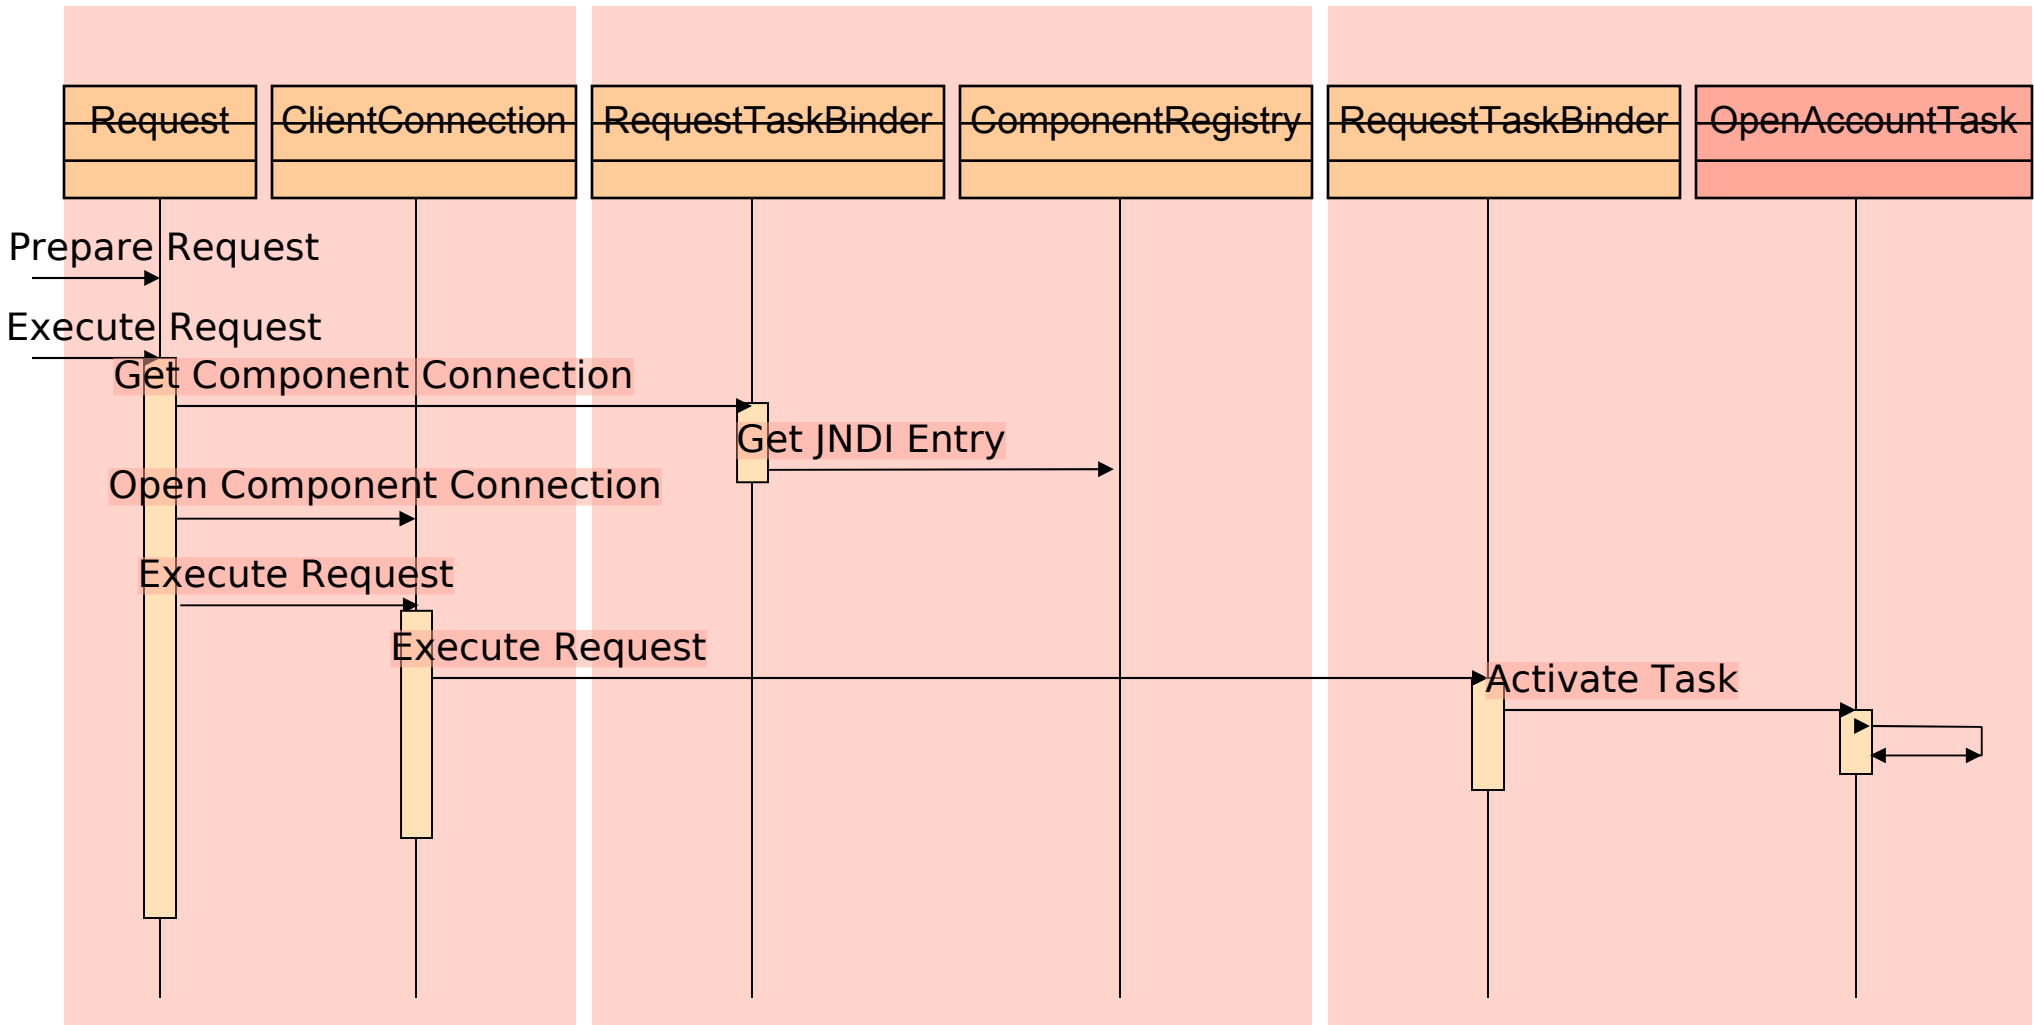 Request
ClientConnection
RequestTaskBinder
ComponentRegistry
RequestTaskBinder
OpenAccountTask
Prepare Request
Execute Request
Get Component Connection
Get JNDI Entry
Open Component Connection
Execute Request
Execute Request
Activate Task